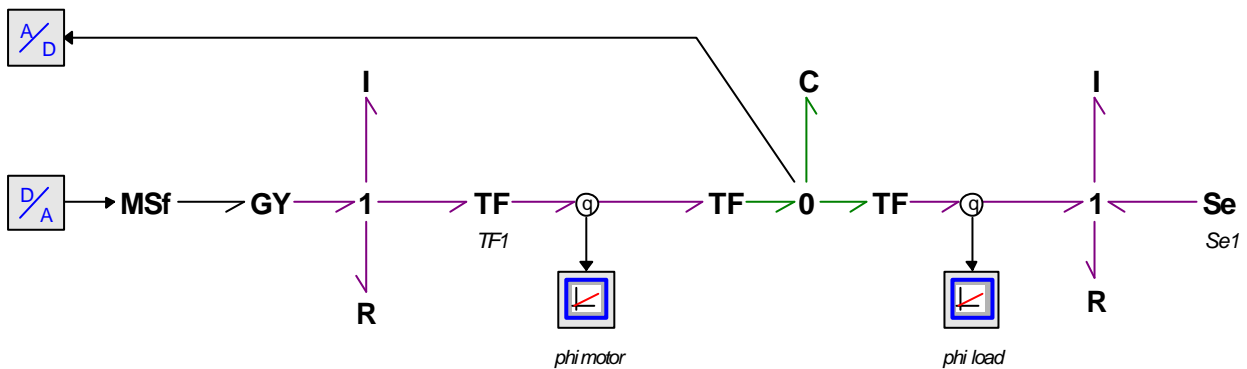 A/D
I
C
I
D/A
MSf
GY
1
TF
q
TF
0
TF
q
1
Se
TF1
Se1
R
R
phi motor
phi load